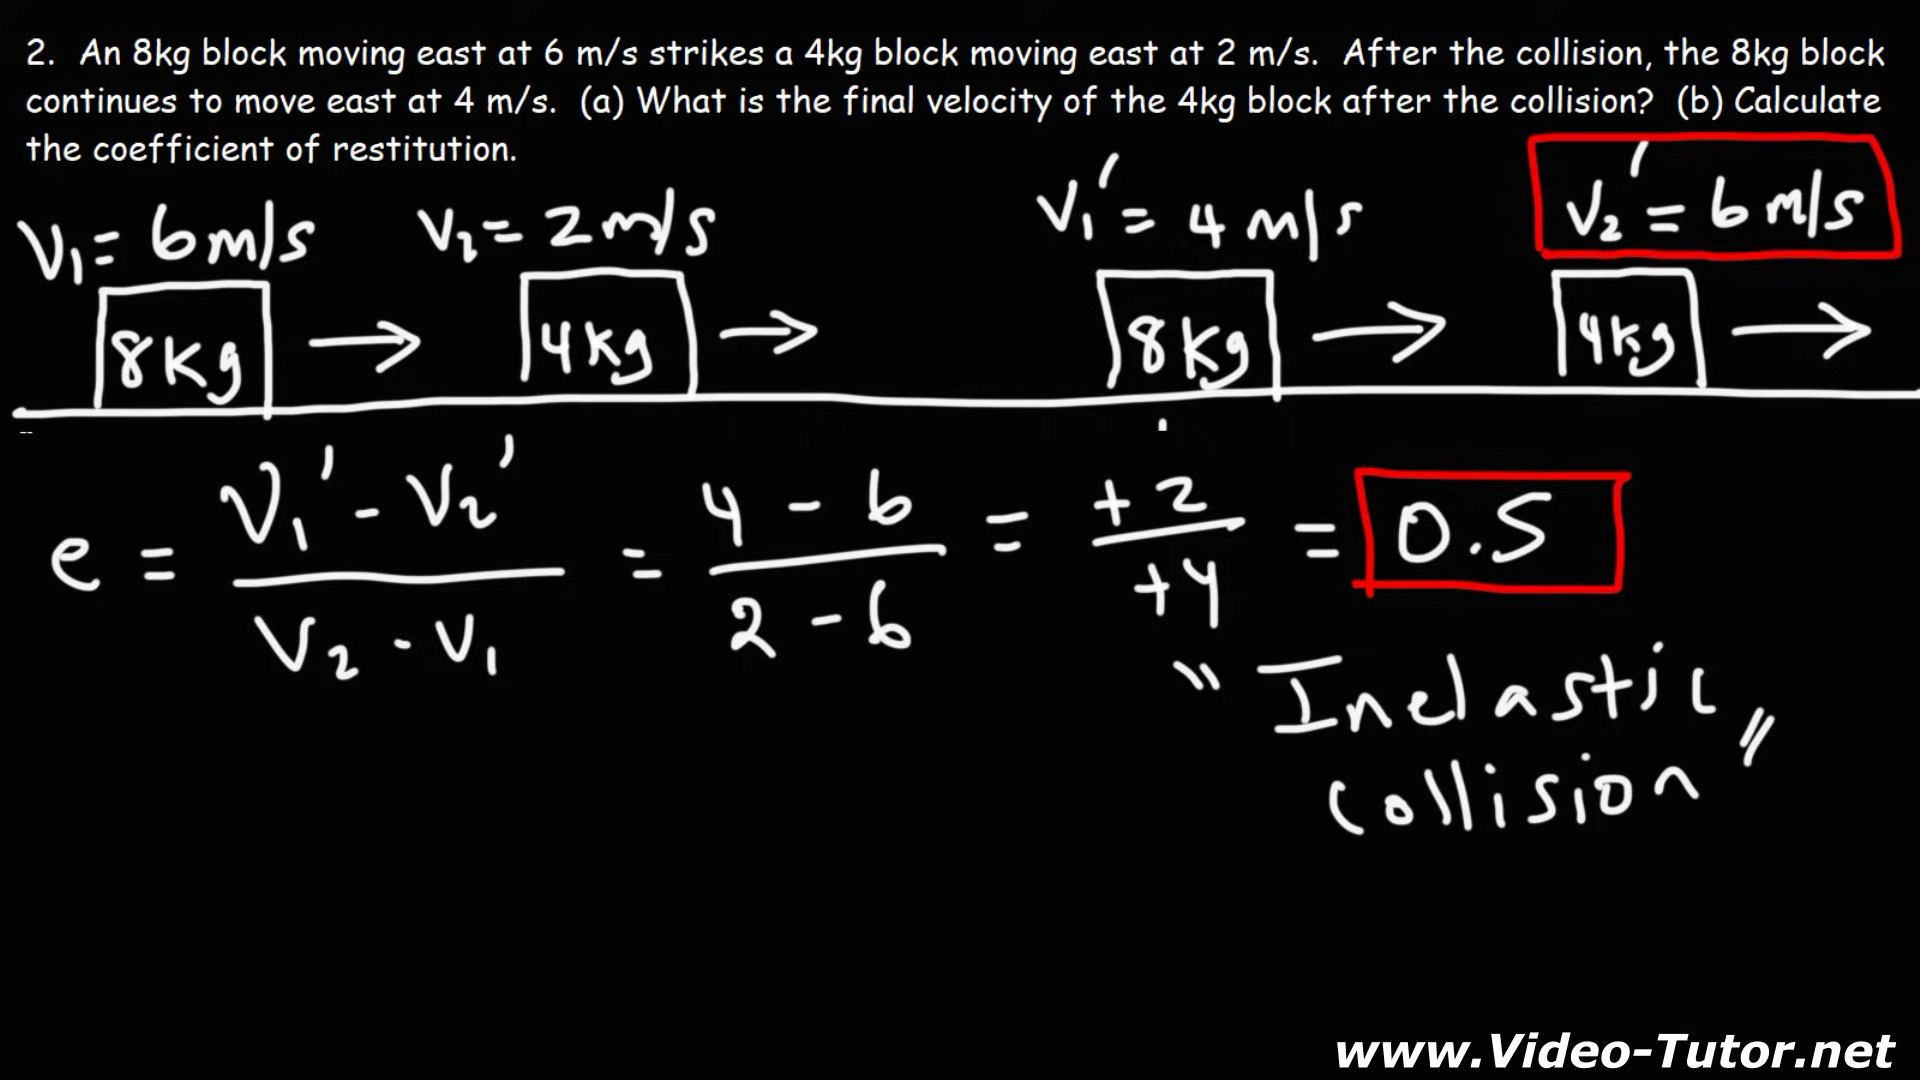 2. An 8kg block moving east at 6 m/s strikes a 4kg block moving east at 2 m/s. After the collision, the 8kg block
continues to move east at 4 m/s. (a) What is the final velocity of the 4kg block after the collision? (b) Calculate
the coefficient of restitution.
V₁ = 6 m/s V₂ = 2 m/s V₁' = 4 m/s V₂' = 6 m/s
8kg → 4kg → 8kg → 4kg →
e = (V₁' - V₂')/(V₂ - V₁) = (4 - 6)/(2 - 6) = +2/+4 = 0.5
"Inelastic
collision"
www.Video-Tutor.net